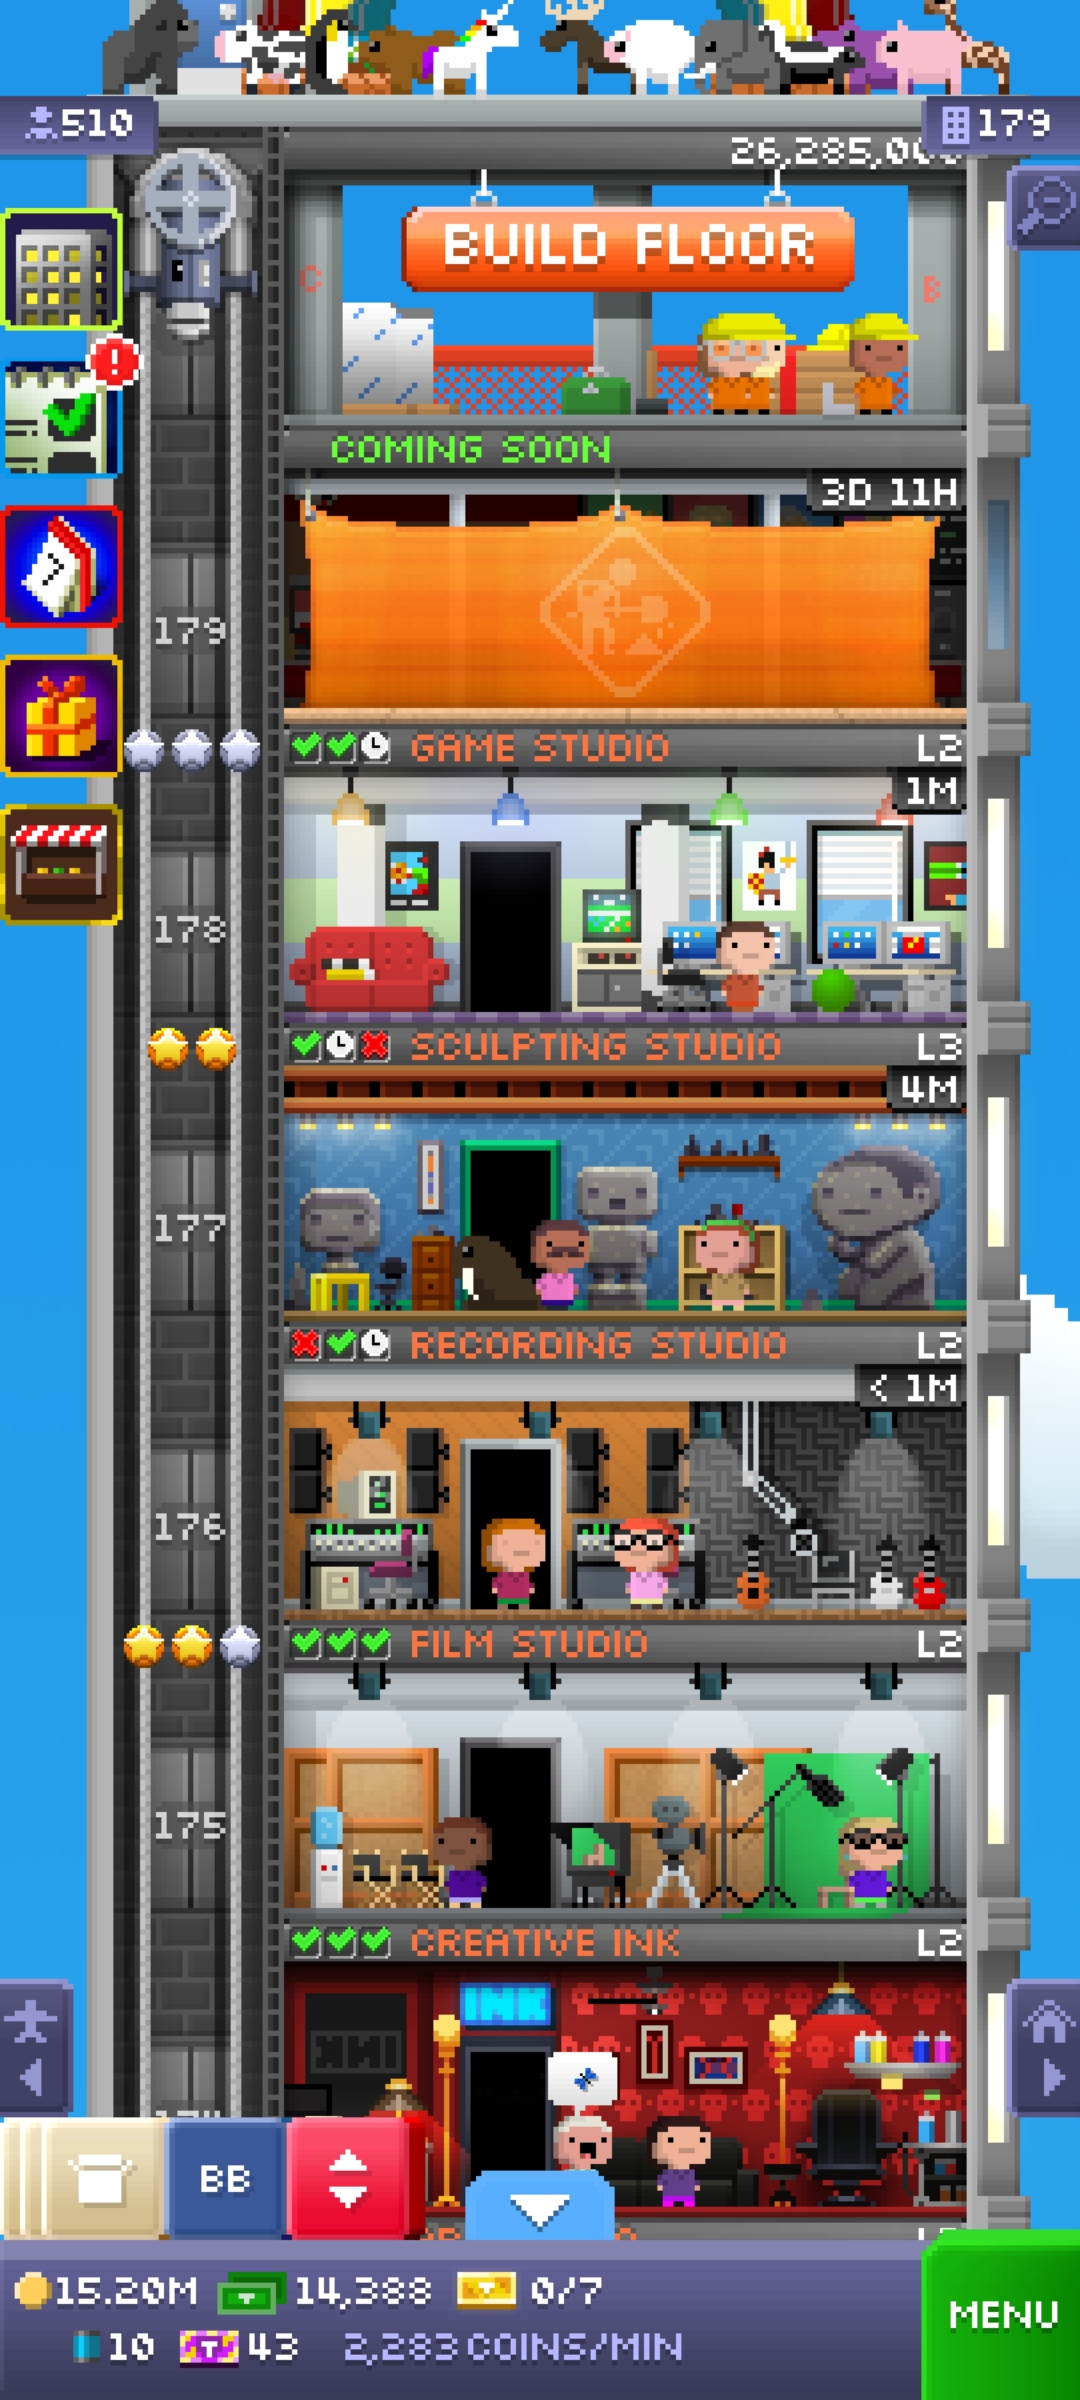 510
179
26,285,00
BUILD FLOOR
C
B
COMING SOON
3D 11H
7
179
GAME STUDIO L2
1M
178
SCULPTING STUDIO L3
4M
177
RECORDING STUDIO L2
< 1M
176
FILM STUDIO L2
175
CREATIVE INK L2
INK
BB
15.20M 14,388 0/7
10 T 43 2,283 COINS/MIN
MENU